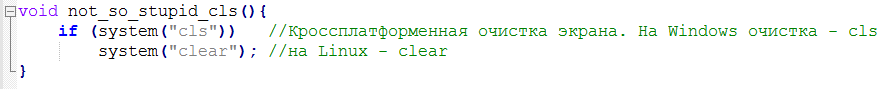 void not_so_stupid_cls(){
    if (system("cls"))   //Кроссплатформенная очистка экрана. На Windows очистка – cls
        system("clear"); //на Linux – clear
}